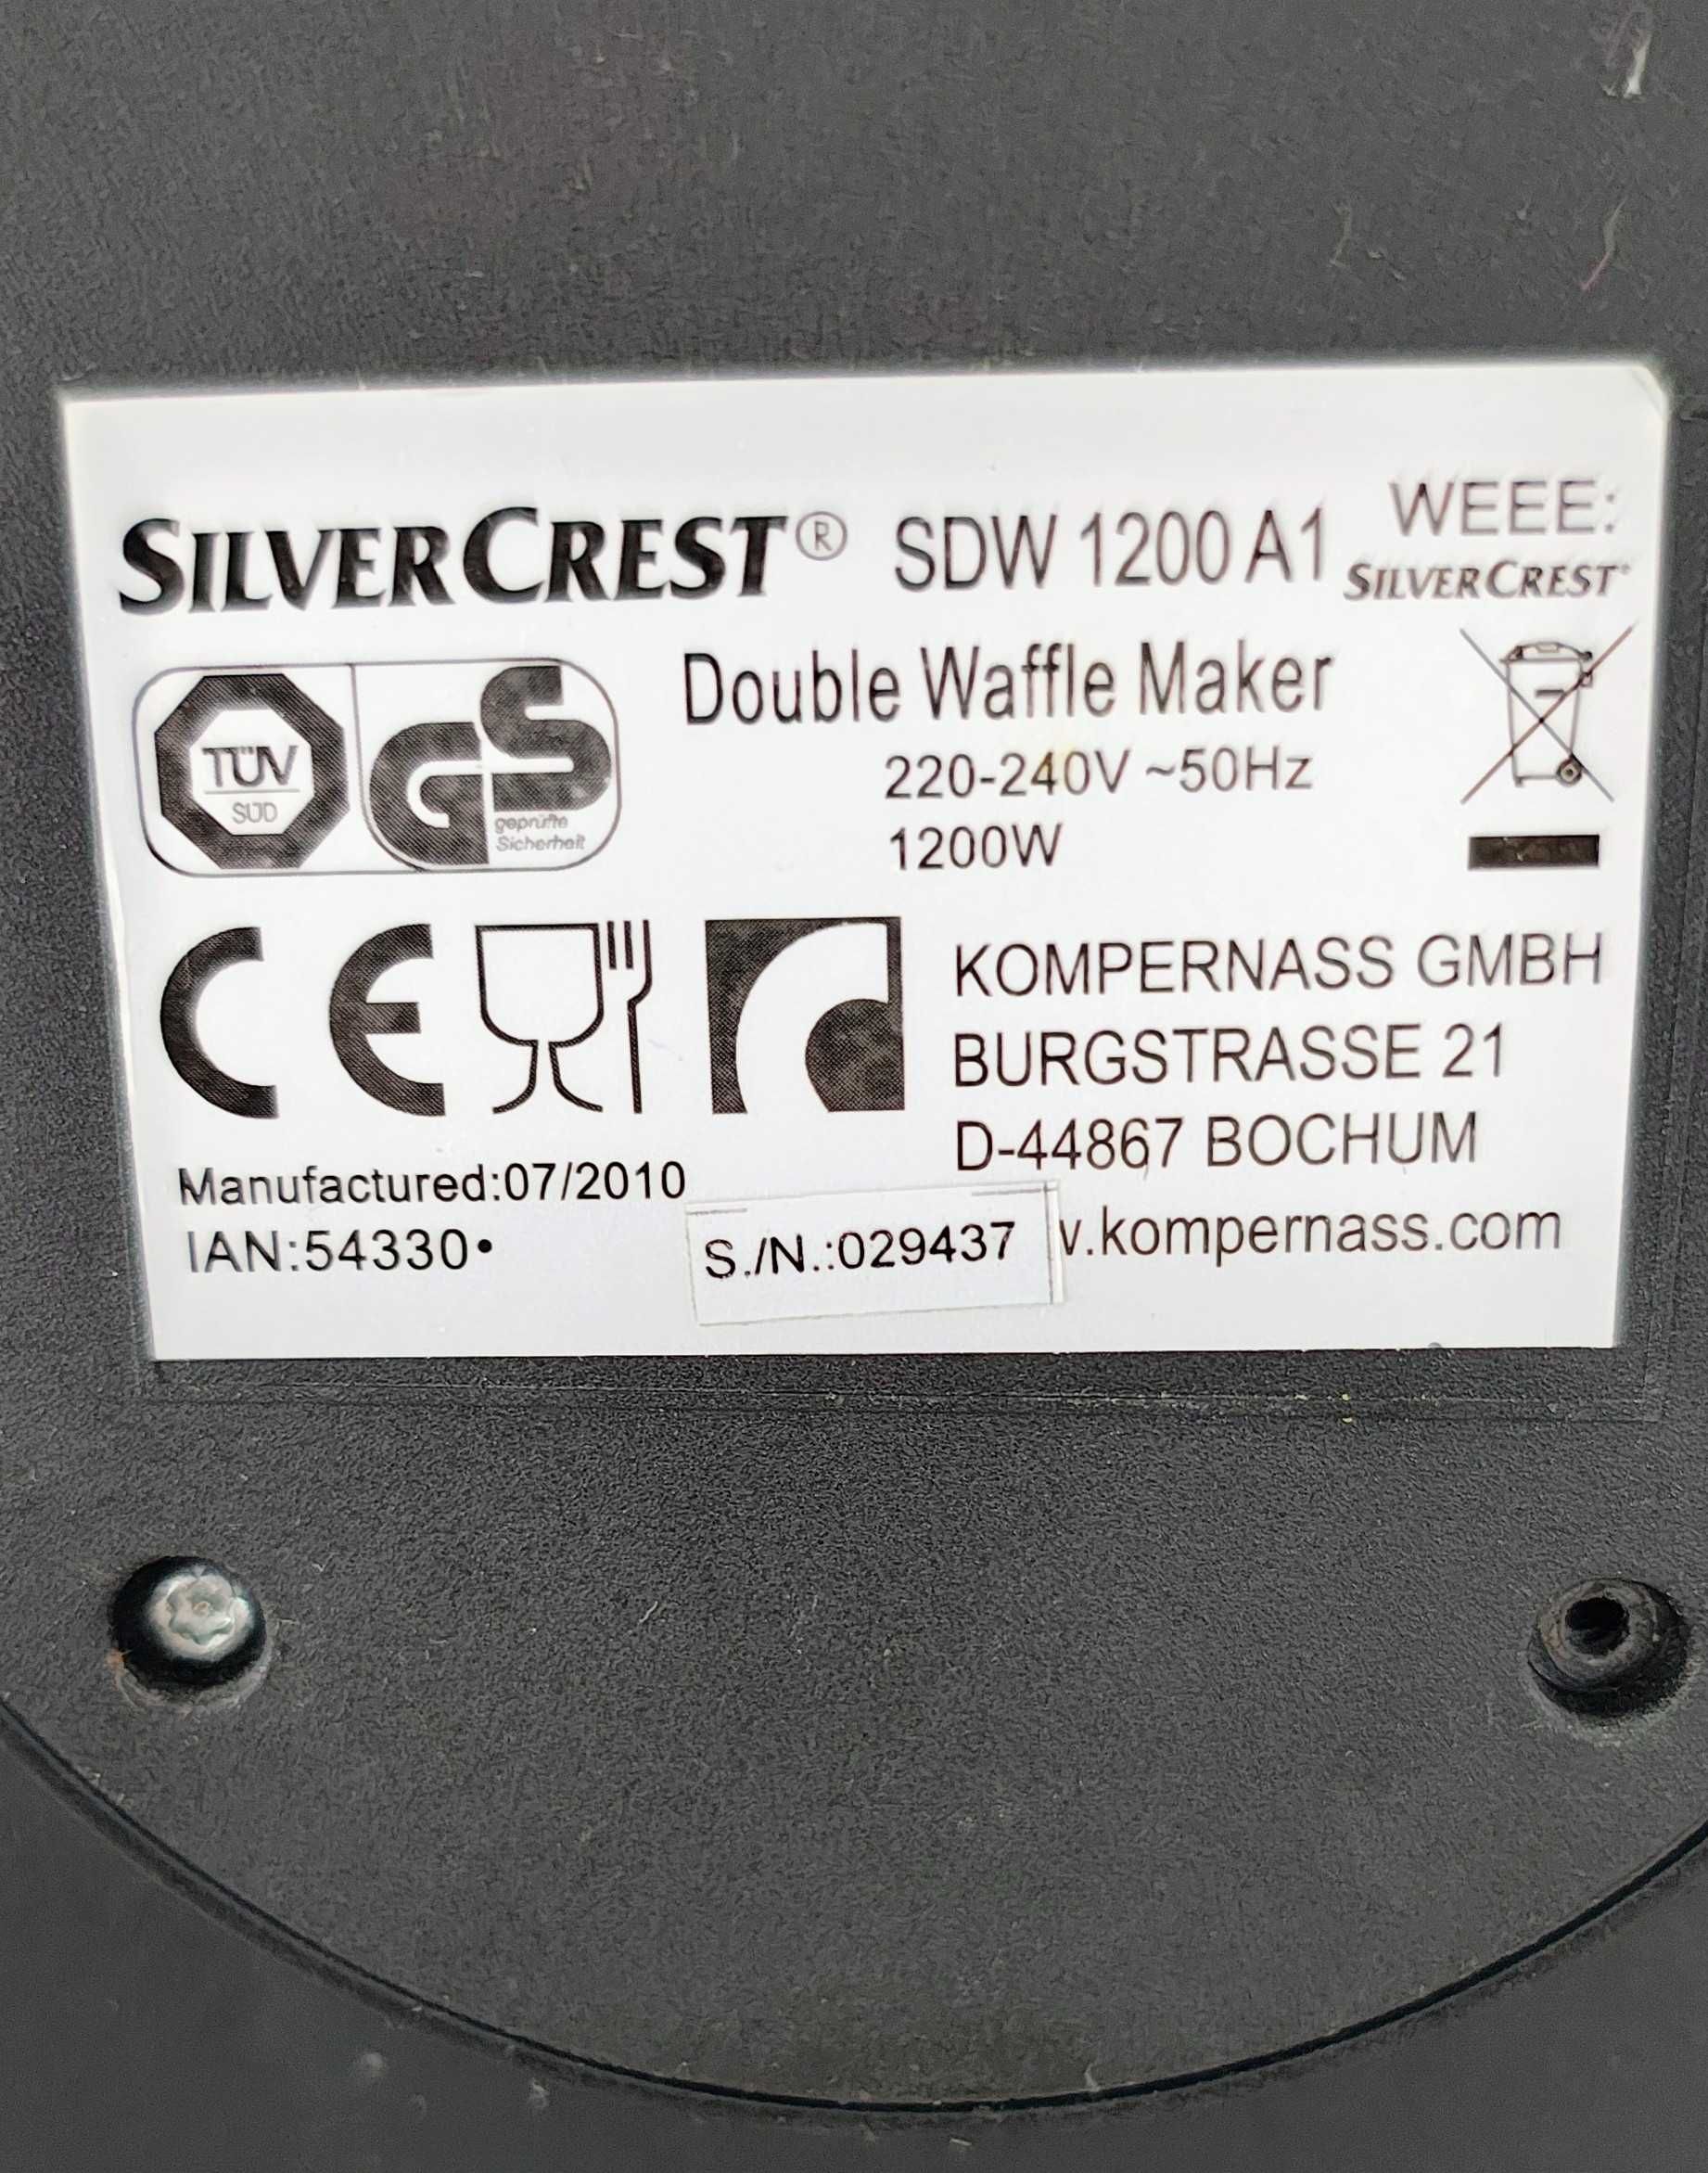 SILVERCREST® SDW 1200 A1
WEEE:
SILVERCREST®
TÜV
SÜD
GS
geprüfte
Sicherheit
Double Waffle Maker
220-240V ~50Hz
1200W
CE
KOMPERNASS GMBH
BURGSTRASSE 21
D-44867 BOCHUM
Manufactured:07/2010
IAN:54330•
S./N.:029437
v.kompernass.com